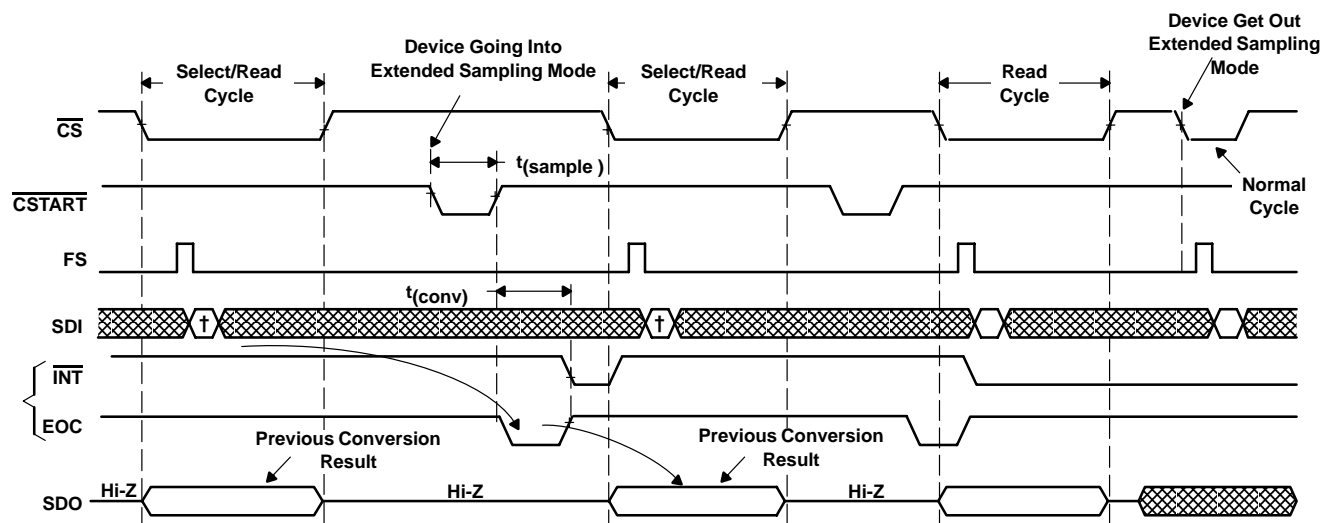 Device Get Out
Extended Sampling
Mode
Device Going Into
Extended Sampling Mode
Select/Read
Cycle
Select/Read
Cycle
Read
Cycle
CS
t(sample )
CSTART
Normal
Cycle
FS
t(conv)
SDI
†
†
INT
EOC
Previous Conversion
Result
Previous Conversion
Result
SDO
Hi-Z
Hi-Z
Hi-Z